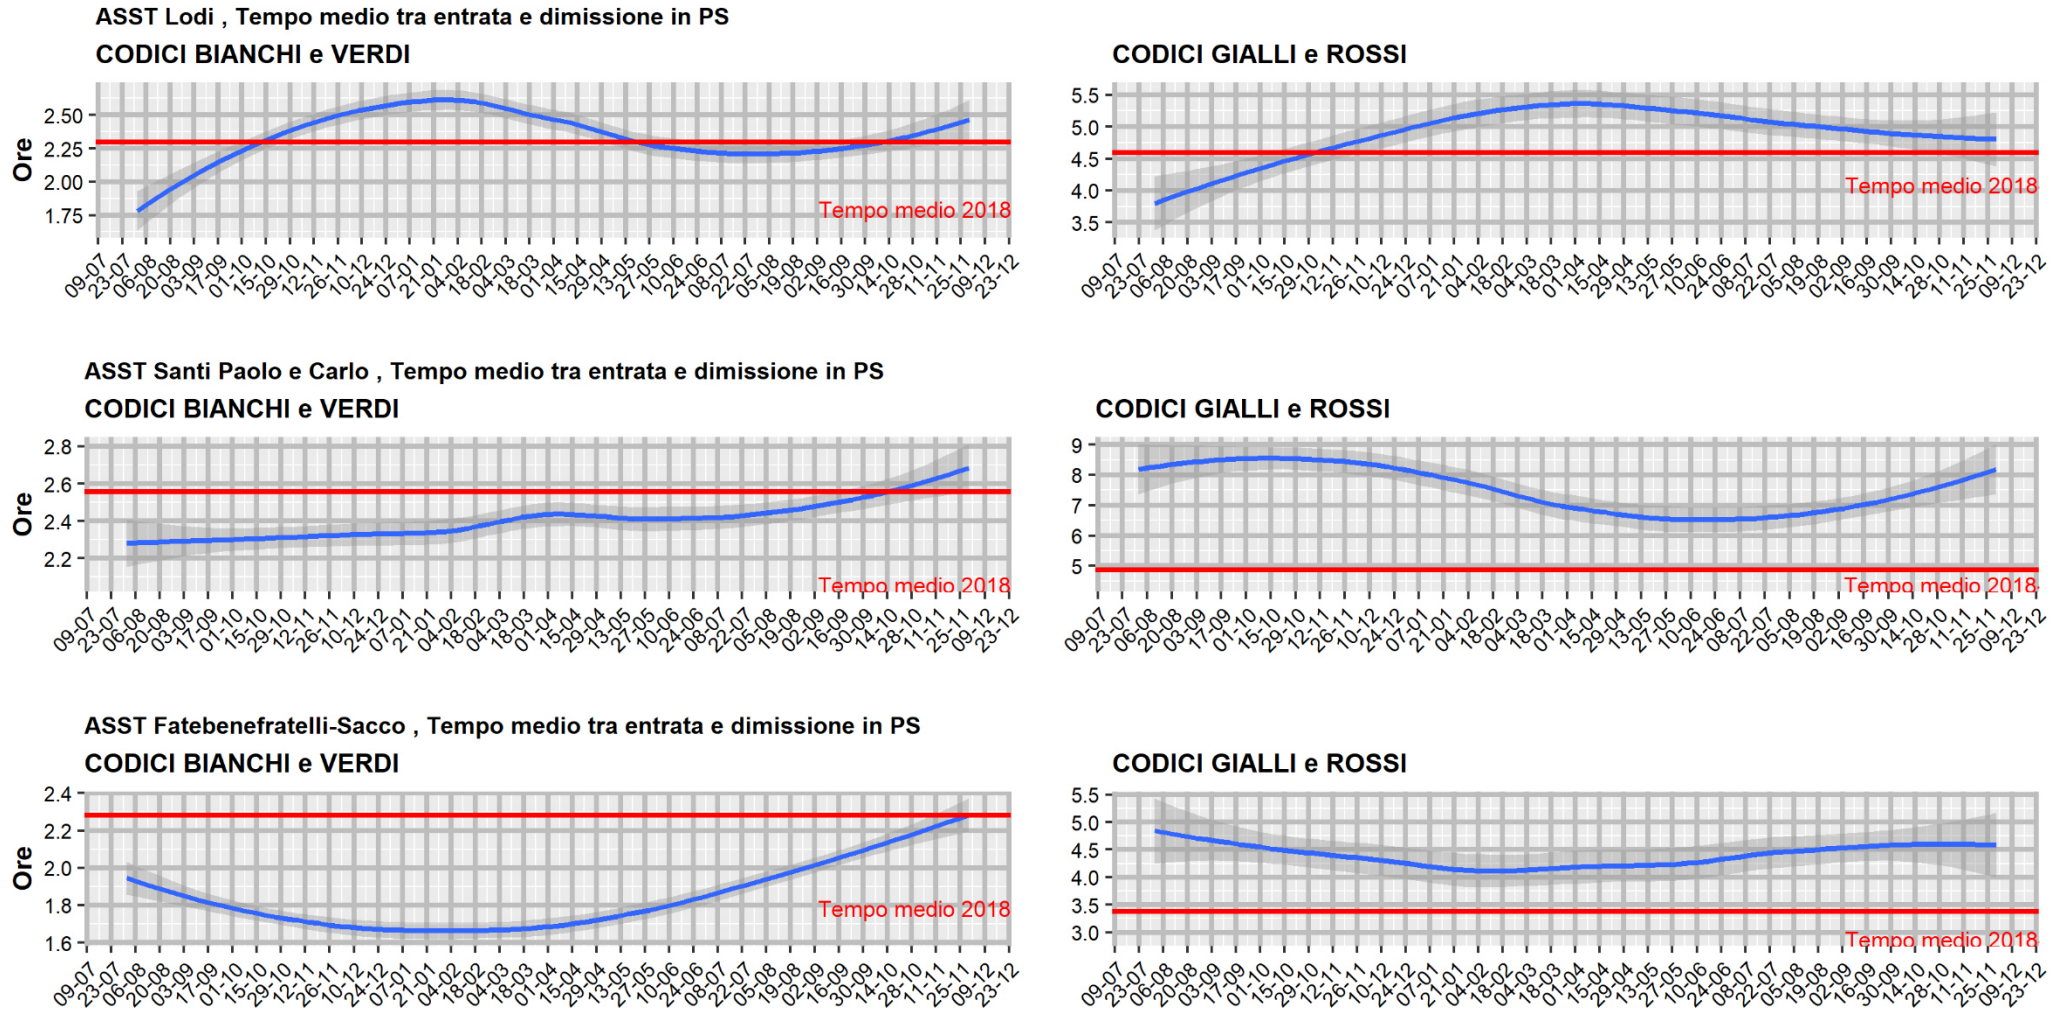 ASST Lodi , Tempo medio tra entrata e dimissione in PS
CODICI BIANCHI e VERDI
CODICI GIALLI e ROSSI
Ore
2.50
2.25
2.00
1.75
Tempo medio 2018
09-07 23-07 06-08 20-08 03-09 17-09 01-10 15-10 29-10 12-11 26-11 10-12 24-12 07-01 21-01 04-02 18-02 04-03 18-03 01-04 15-04 29-04 13-05 27-05 10-06 24-06 08-07 22-07 05-08 19-08 02-09 16-09 30-09 14-10 28-10 11-11 25-11 09-12 23-12
5.5
5.0
4.5
4.0
3.5
Tempo medio 2018
09-07 23-07 06-08 20-08 03-09 17-09 01-10 15-10 29-10 12-11 26-11 10-12 24-12 07-01 21-01 04-02 18-02 04-03 18-03 01-04 15-04 29-04 13-05 27-05 10-06 24-06 08-07 22-07 05-08 19-08 02-09 16-09 30-09 14-10 28-10 11-11 25-11 09-12 23-12
ASST Santi Paolo e Carlo , Tempo medio tra entrata e dimissione in PS
CODICI BIANCHI e VERDI
CODICI GIALLI e ROSSI
Ore
2.8
2.6
2.4
2.2
Tempo medio 2018
09-07 23-07 06-08 20-08 03-09 17-09 01-10 15-10 29-10 12-11 26-11 10-12 24-12 07-01 21-01 04-02 18-02 04-03 18-03 01-04 15-04 29-04 13-05 27-05 10-06 24-06 08-07 22-07 05-08 19-08 02-09 16-09 30-09 14-10 28-10 11-11 25-11 09-12 23-12
9
8
7
6
5
Tempo medio 2018
09-07 23-07 06-08 20-08 03-09 17-09 01-10 15-10 29-10 12-11 26-11 10-12 24-12 07-01 21-01 04-02 18-02 04-03 18-03 01-04 15-04 29-04 13-05 27-05 10-06 24-06 08-07 22-07 05-08 19-08 02-09 16-09 30-09 14-10 28-10 11-11 25-11 09-12 23-12
ASST Fatebenefratelli-Sacco , Tempo medio tra entrata e dimissione in PS
CODICI BIANCHI e VERDI
CODICI GIALLI e ROSSI
Ore
2.4
2.2
2.0
1.8
1.6
Tempo medio 2018
09-07 23-07 06-08 20-08 03-09 17-09 01-10 15-10 29-10 12-11 26-11 10-12 24-12 07-01 21-01 04-02 18-02 04-03 18-03 01-04 15-04 29-04 13-05 27-05 10-06 24-06 08-07 22-07 05-08 19-08 02-09 16-09 30-09 14-10 28-10 11-11 25-11 09-12 23-12
5.5
5.0
4.5
4.0
3.5
3.0
Tempo medio 2018
09-07 23-07 06-08 20-08 03-09 17-09 01-10 15-10 29-10 12-11 26-11 10-12 24-12 07-01 21-01 04-02 18-02 04-03 18-03 01-04 15-04 29-04 13-05 27-05 10-06 24-06 08-07 22-07 05-08 19-08 02-09 16-09 30-09 14-10 28-10 11-11 25-11 09-12 23-12